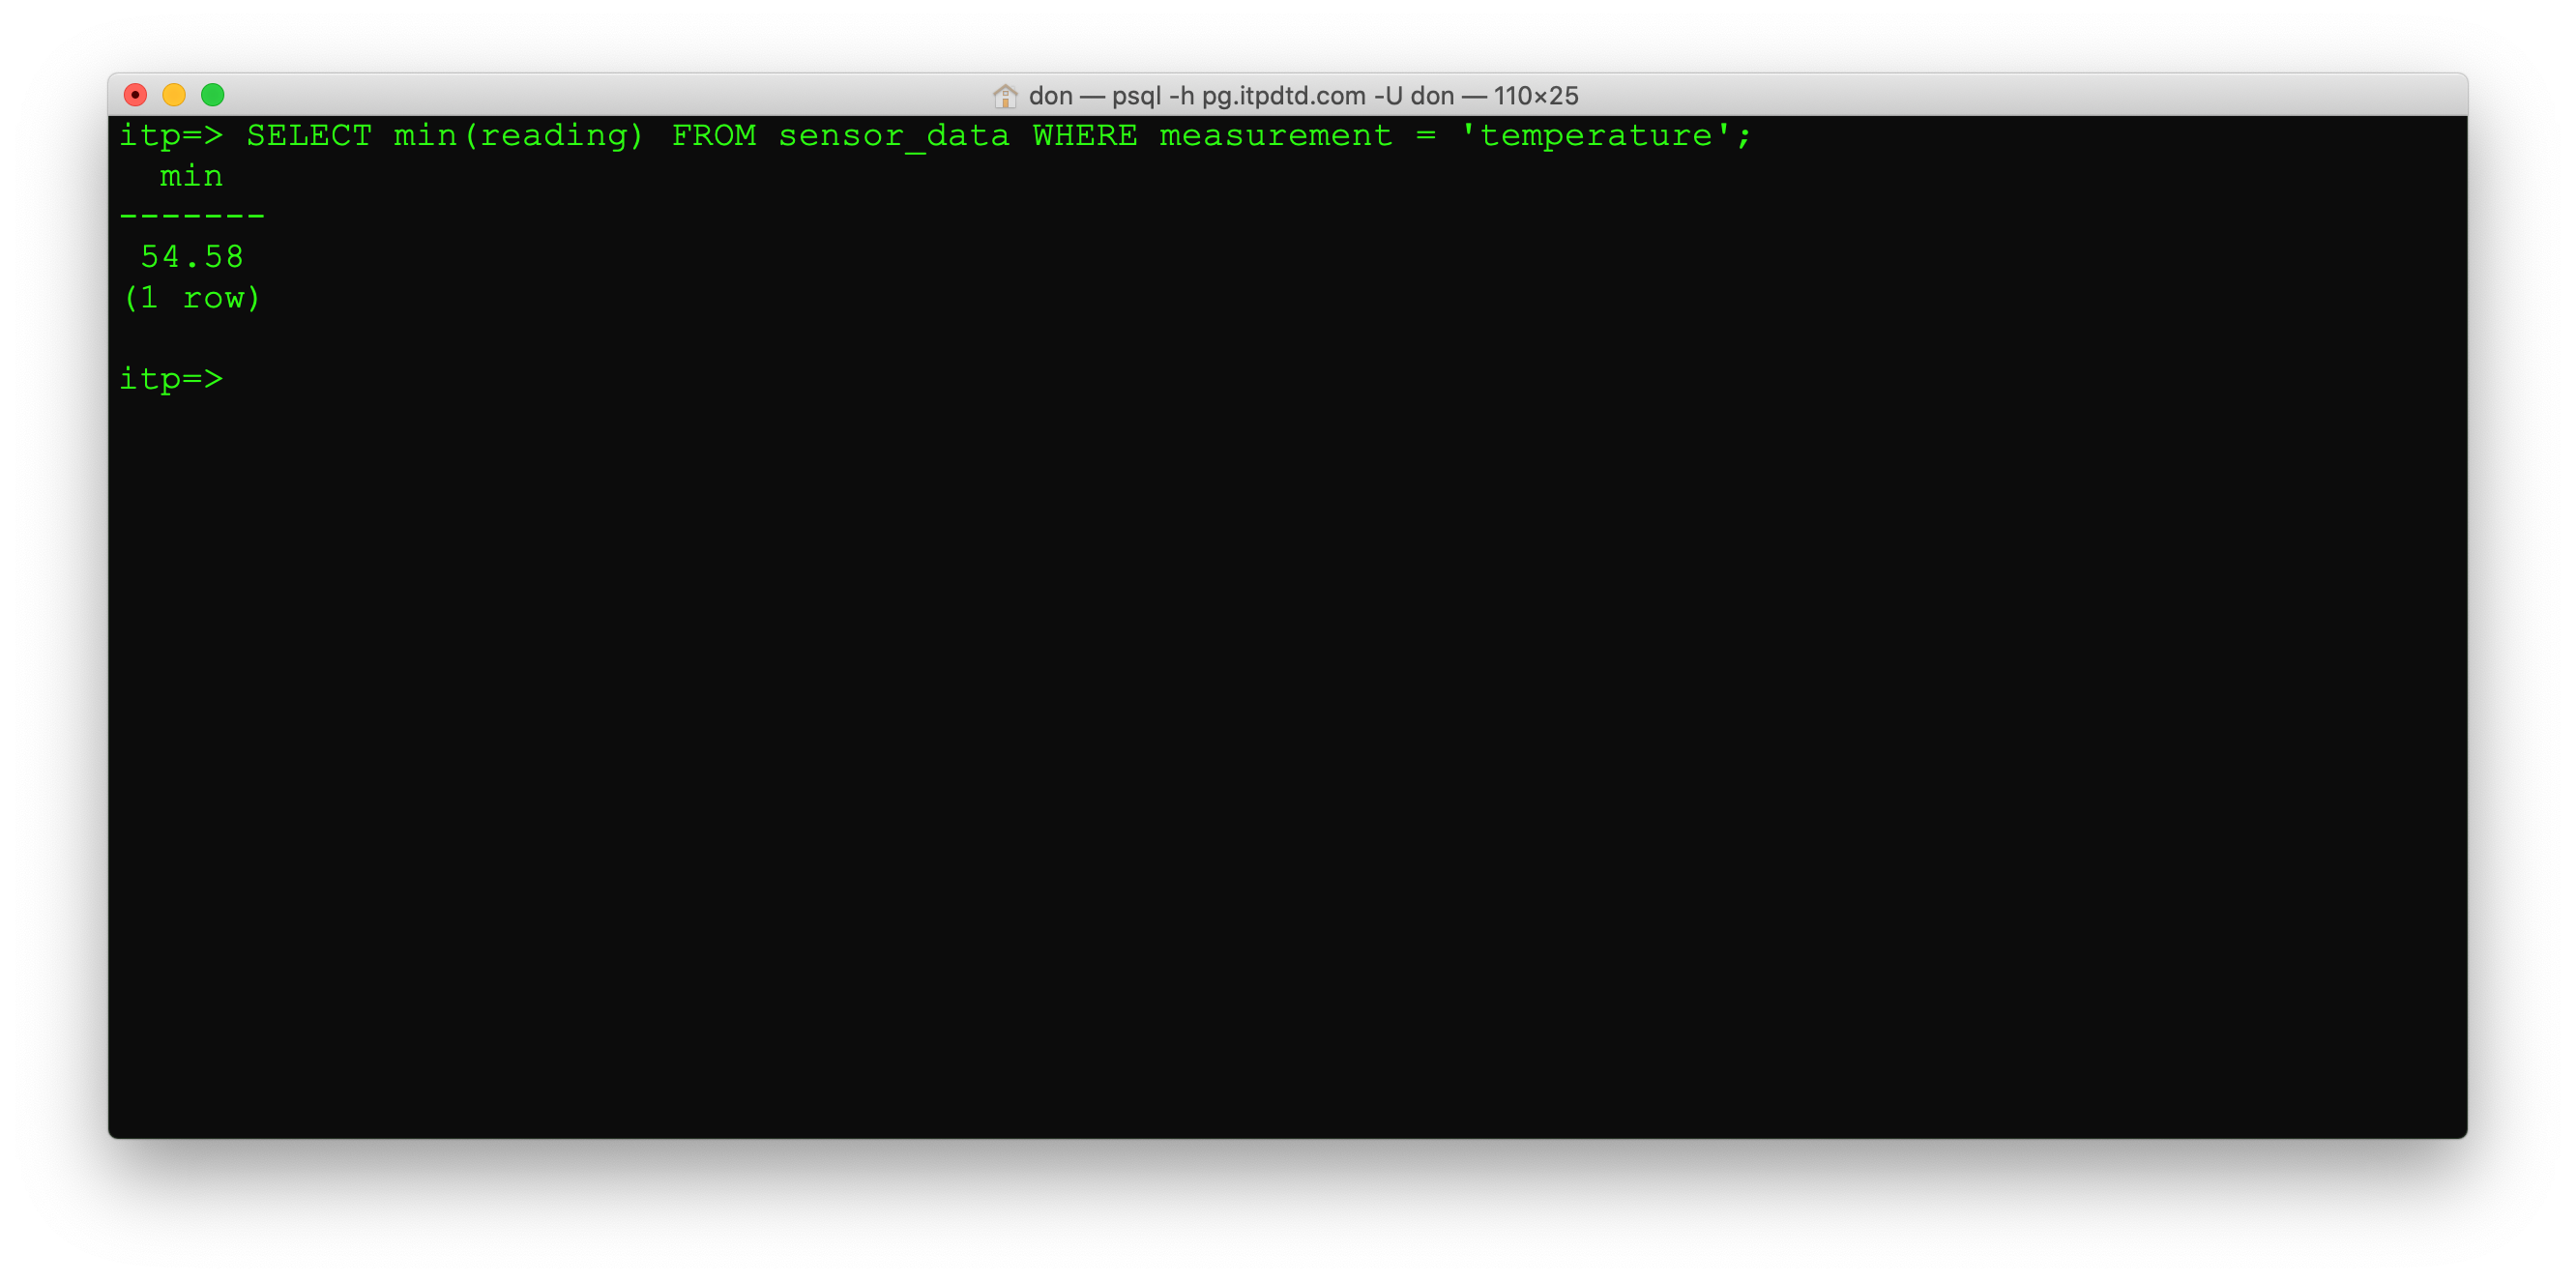 don — psql -h pg.itpdtd.com -U don — 110×25
itp=> SELECT min(reading) FROM sensor_data WHERE measurement = 'temperature';
  min
-------
 54.58
(1 row)

itp=>